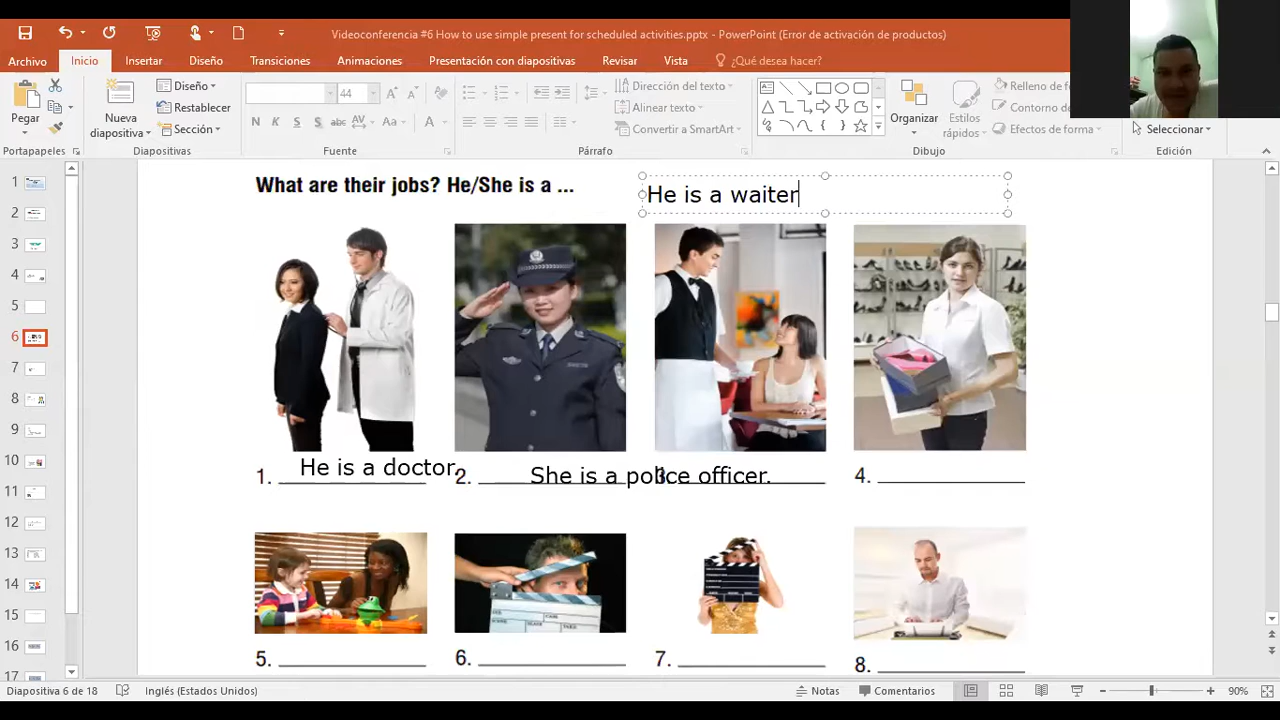 Videoconferencia #6 How to use simple present for scheduled activities.pptx - PowerPoint (Error de activación de productos)
Archivo Inicio Insertar Diseño Transiciones Animaciones Presentación con diapositivas Revisar Vista ¿Qué desea hacer?
Pegar
Nueva diapositiva
Diseño
Restablecer
Sección
44
N K S abc AV Aa A
Dirección del texto
Alinear texto
Convertir a SmartArt
Organizar
Estilos rápidos
Relleno de
Contorno de
Efectos de forma
Seleccionar
Portapapeles Diapositivas Fuente Párrafo Dibujo Edición
1
2
3
4
5
6
7
8
9
10
11
12
13
14
15
16
17
What are their jobs? He/She is a ...
He is a waiter
1. He is a doctor.
2. She is a police officer.
3.
4.
5.
6.
7.
8.
Diapositiva 6 de 18 Inglés (Estados Unidos) Notas Comentarios 90%